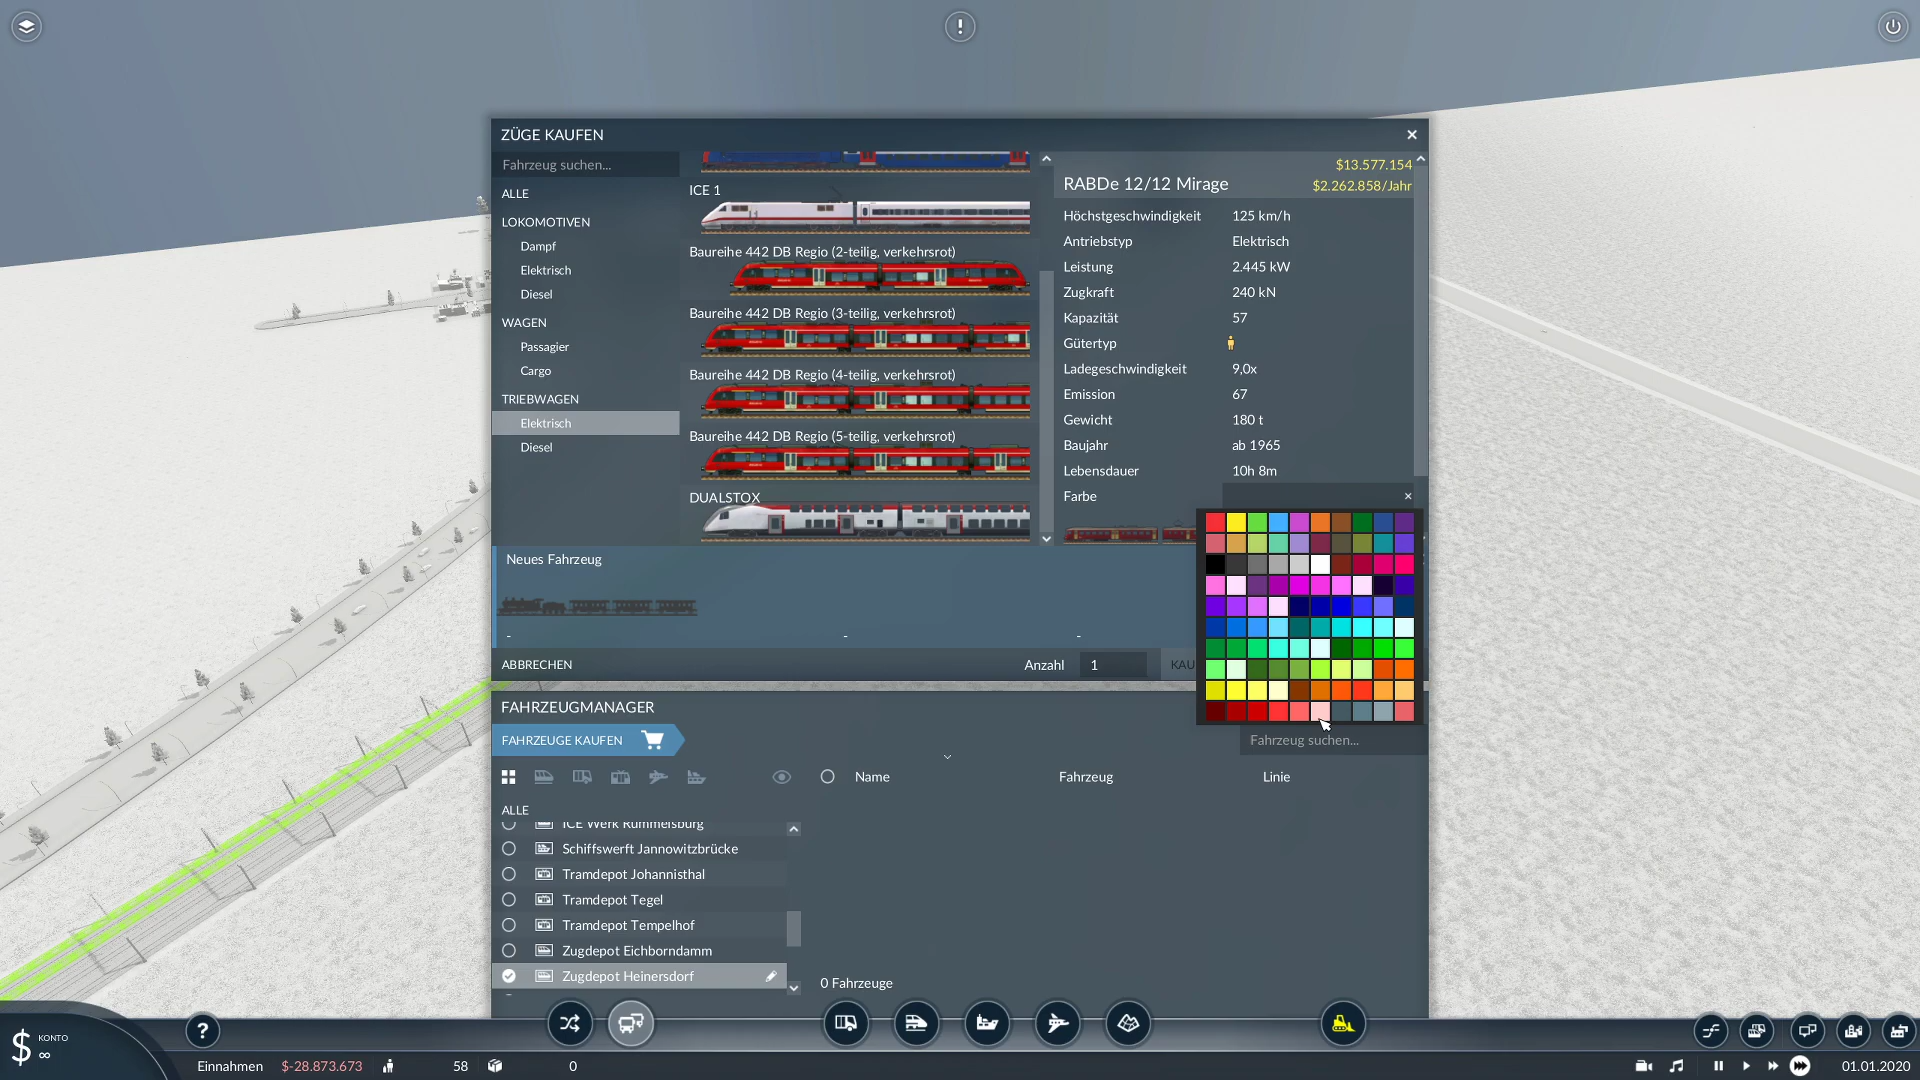 ZÜGE KAUFEN
Fahrzeug suchen...
ALLE
LOKOMOTIVEN
Dampf
Elektrisch
Diesel
WAGEN
Passagier
Cargo
TRIEBWAGEN
Elektrisch
Diesel
ICE 1
Baureihe 442 DB Regio (2-teilig, verkehrsrot)
Baureihe 442 DB Regio (3-teilig, verkehrsrot)
Baureihe 442 DB Regio (4-teilig, verkehrsrot)
Baureihe 442 DB Regio (5-teilig, verkehrsrot)
DUALSTOX
$13.577.154
RABDe 12/12 Mirage
$2.262.858/Jahr
Höchstgeschwindigkeit 125 km/h
Antriebstyp Elektrisch
Leistung 2.445 kW
Zugkraft 240 kN
Kapazität 57
Gütertyp
Ladegeschwindigkeit 9,0x
Emission 67
Gewicht 180 t
Baujahr ab 1965
Lebensdauer 10h 8m
Farbe
Neues Fahrzeug
- - -
ABBRECHEN
Anzahl 1
KAU
FAHRZEUGMANAGER
FAHRZEUGE KAUFEN
Fahrzeug suchen...
Name Fahrzeug Linie
ALLE
ICE Werk Rummelsburg
Schiffswerft Jannowitzbrücke
Tramdepot Johannisthal
Tramdepot Tegel
Tramdepot Tempelhof
Zugdepot Eichborndamm
Zugdepot Heinersdorf
0 Fahrzeuge
$ KONTO
∞
?
Einnahmen $-28.873.673 58 0
01.01.2020